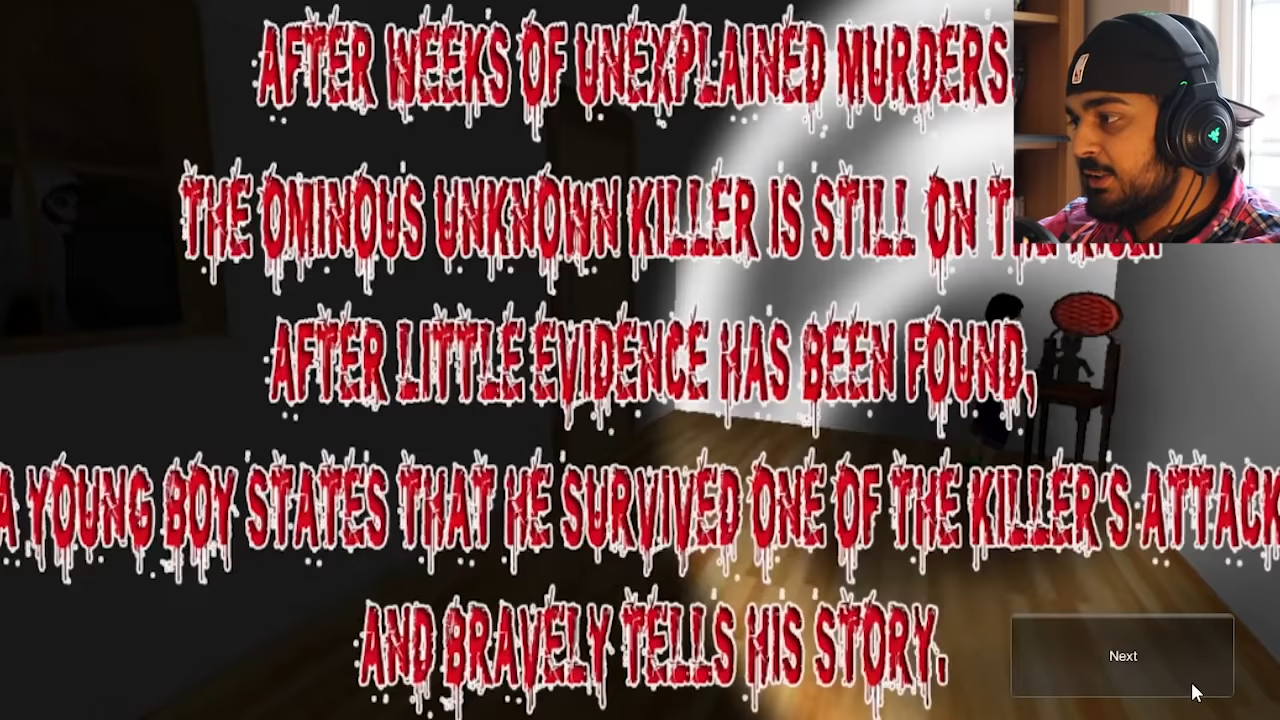 AFTER WEEKS OF UNEXPLAINED MURDERS
THE OMINOUS UNKNOWN KILLER IS STILL ON
AFTER LITTLE EVIDENCE HAS BEEN FOUND,
A YOUNG BOY STATES THAT HE SURVIVED ONE OF THE KILLER'S ATTACK
AND BRAVELY TELLS HIS STORY.
Next